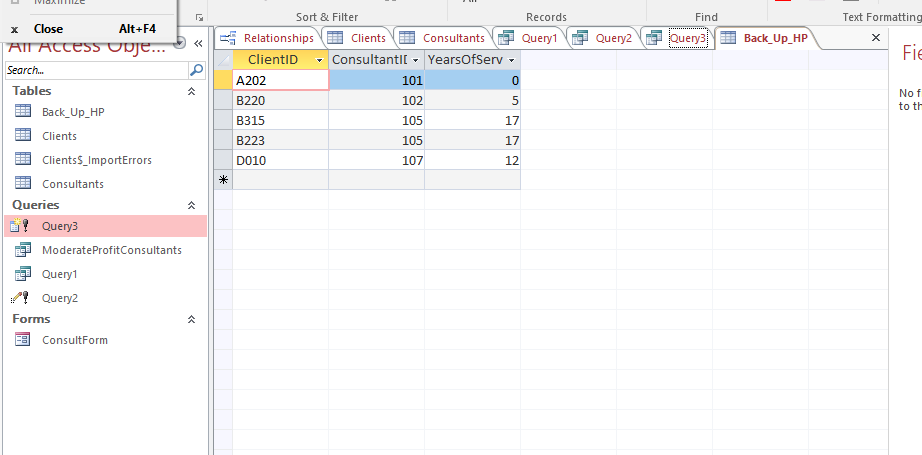 Maximize
x Close Alt+F4
Sort & Filter Records Find Text Formatting
All Access Obje... «
Search...
Tables
Back_Up_HP
Clients
Clients$_ImportErrors
Consultants
Queries
Query3
ModerateProfitConsultants
Query1
Query2
Forms
ConsultForm
Relationships Clients Consultants Query1 Query2 Query3 Back_Up_HP
ClientID ConsultantID YearsOfServ
A202 101 0
B220 102 5
B315 105 17
B223 105 17
D010 107 12
Fie
No f
to th